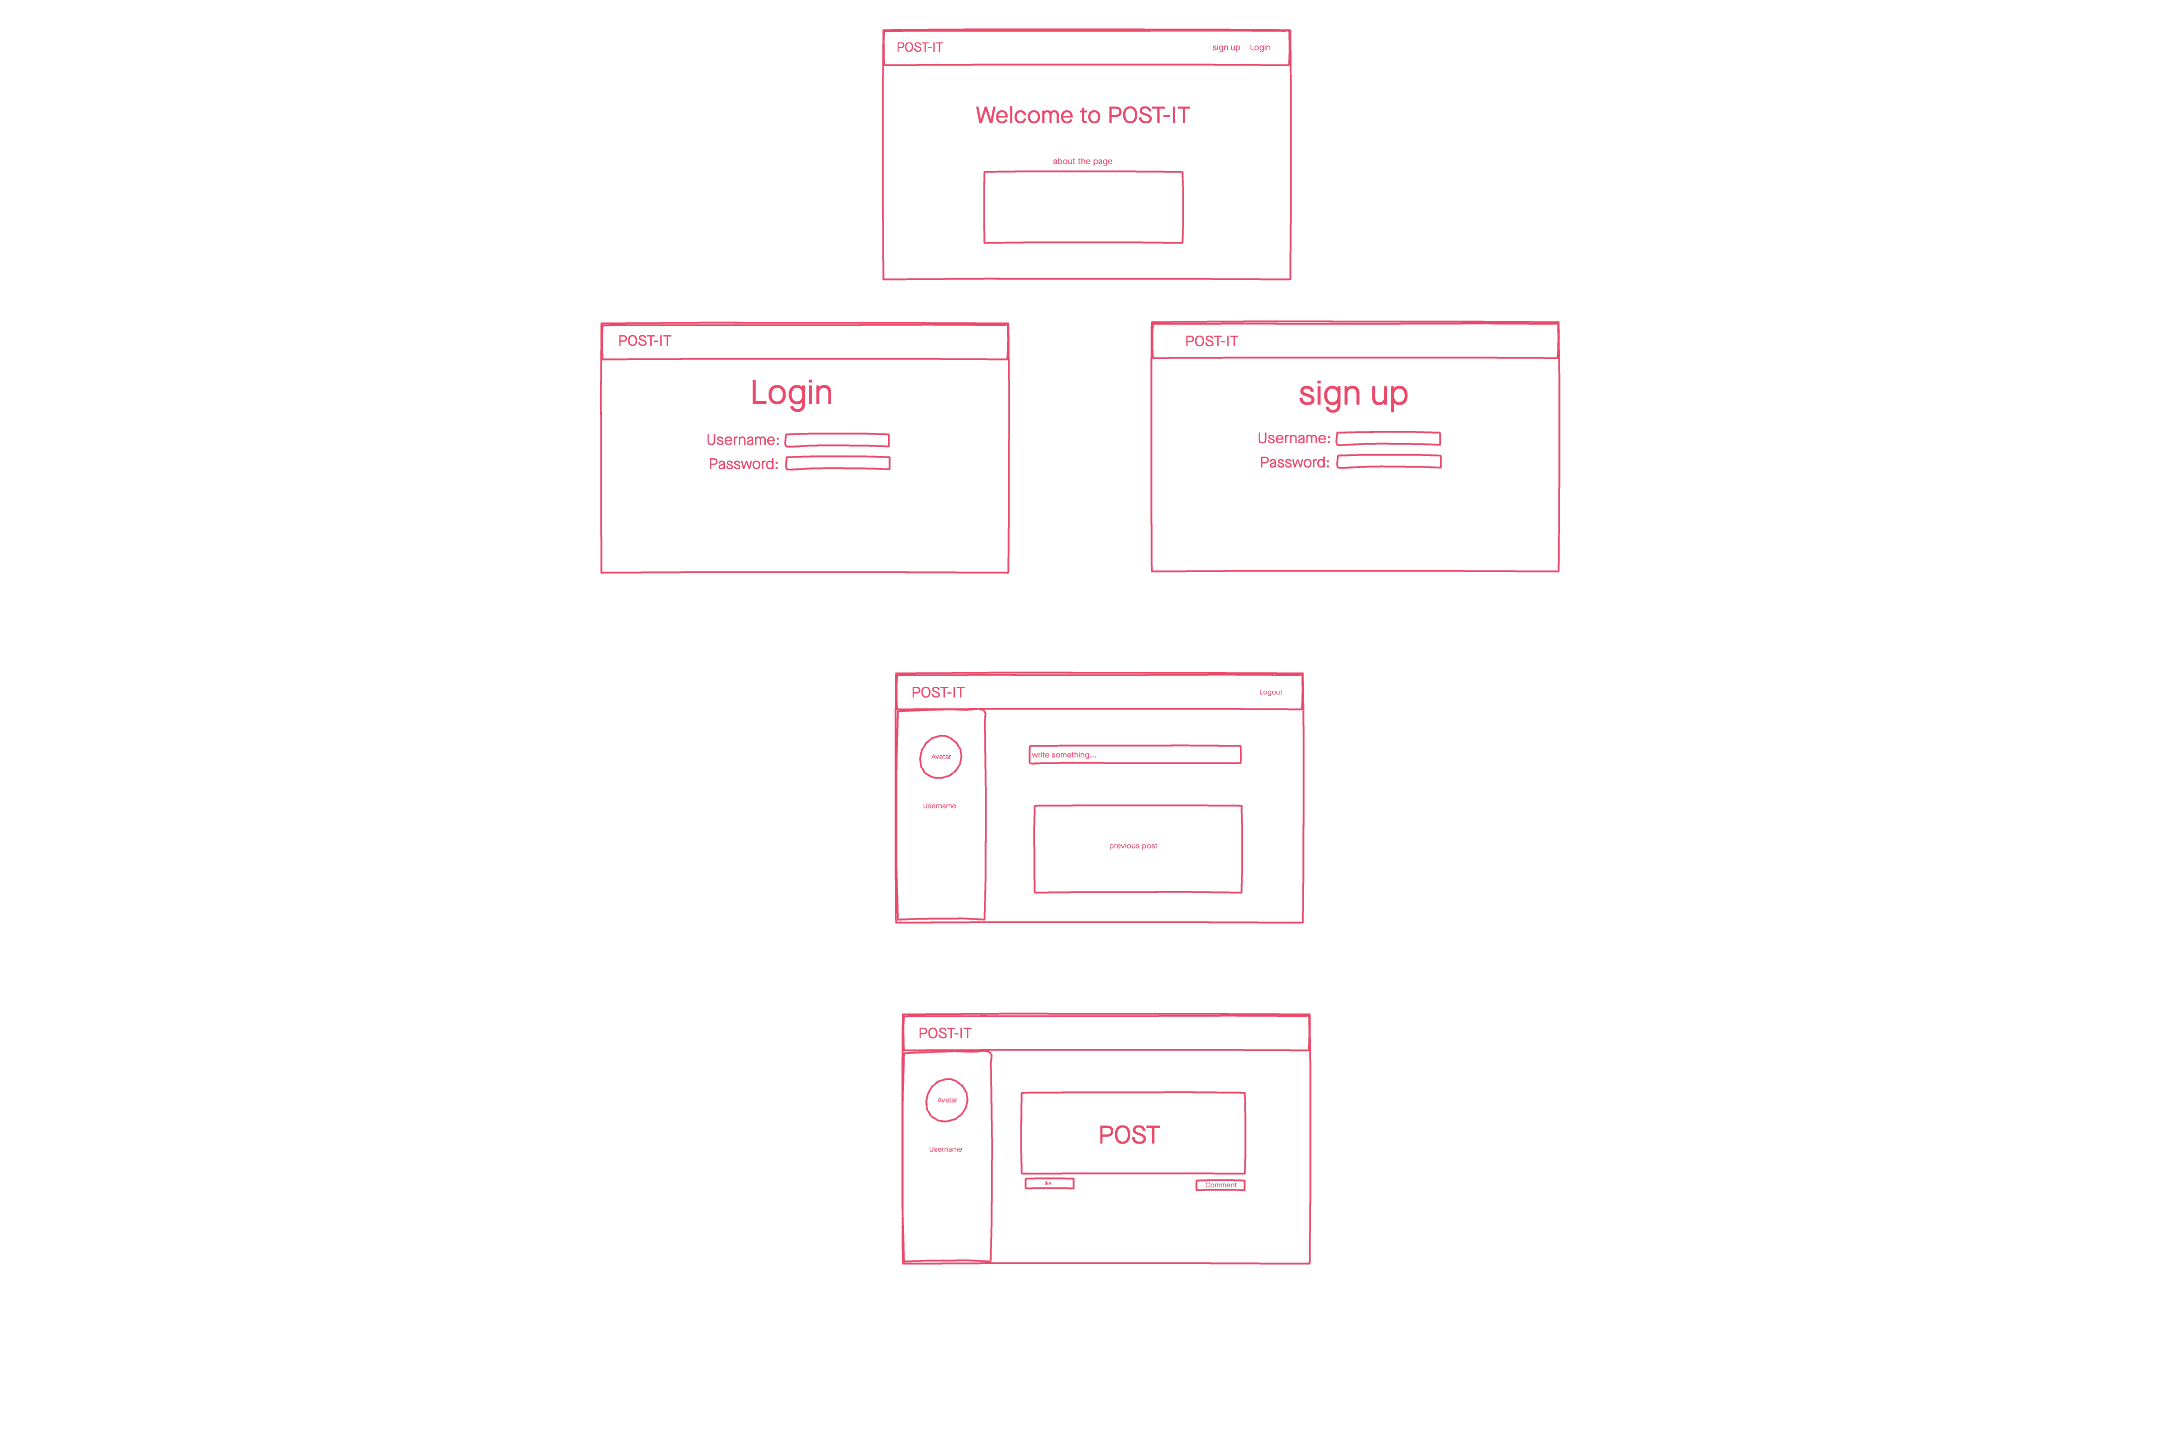 POST-IT
sign up Login
Welcome to POST-IT
about the page
POST-IT
Login
Username:
Password:
POST-IT
sign up
Username:
Password:
POST-IT
Logout
Avatar
Username
write something...
previous post
POST-IT
Avatar
Username
POST
Comment